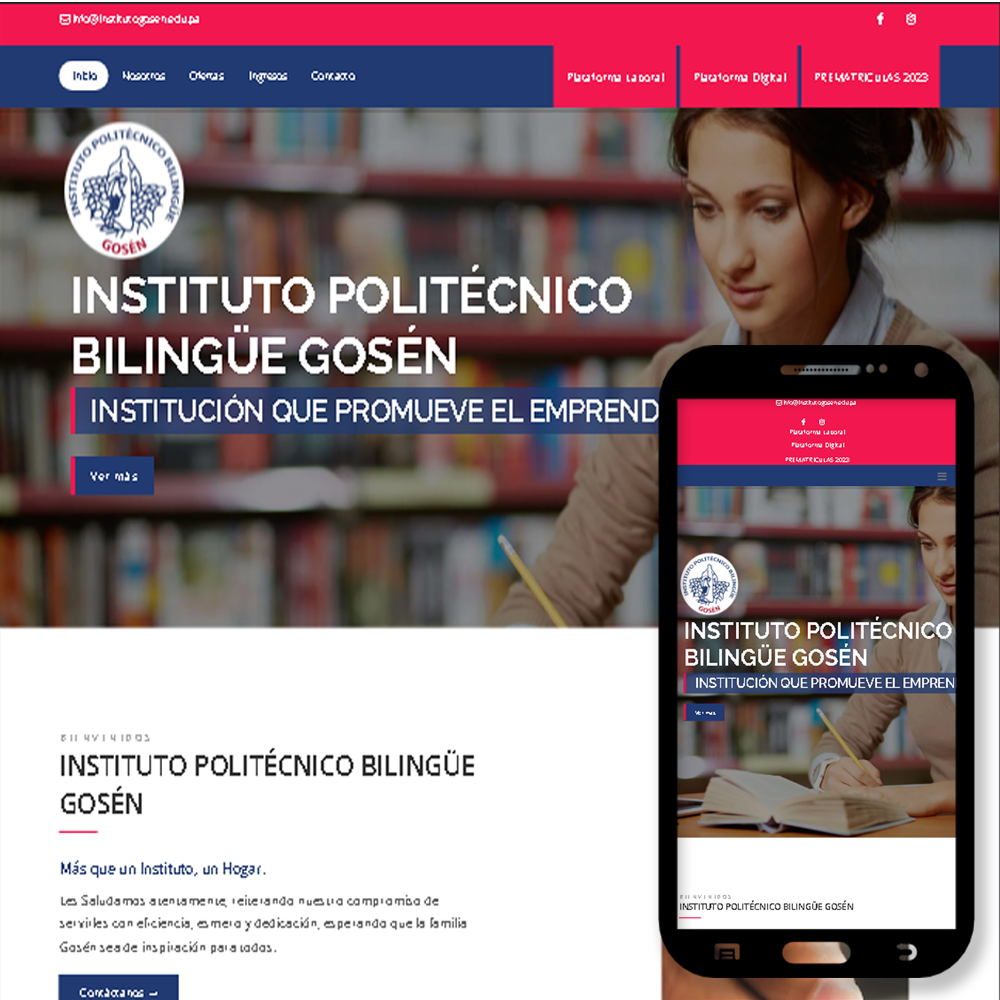 info@institutogosen.edu.pa
Inicio Nosotros Ofertas Ingresos Contacto Plataforma Laboral Plataforma Digital PREMATRICULAS 2023
INSTITUTO POLITÉCNICO BILINGÜE
GOSÉN
INSTITUTO POLITÉCNICO
BILINGÜE GOSÉN
INSTITUCIÓN QUE PROMUEVE EL EMPREND
Ver más
BIENVENIDOS
INSTITUTO POLITÉCNICO BILINGÜE
GOSÉN
Más que un Instituto, un Hogar.
Les Saludamos atentamente, reiterando nuestro compromiso de
servirles con eficiencia, esmero y dedicación, esperando que la familia
Gosén sea de inspiración para todos.
Contáctanos →
info@institutogosen.edu.pa
Plataforma Laboral
Plataforma Digital
PREMATRICULAS 2023
INSTITUTO POLITÉCNICO BILINGÜE
GOSÉN
INSTITUTO POLITÉCNICO
BILINGÜE GOSÉN
INSTITUCIÓN QUE PROMUEVE EL EMPREN
Ver más
BIENVENIDOS
INSTITUTO POLITÉCNICO BILINGÜE GOSÉN